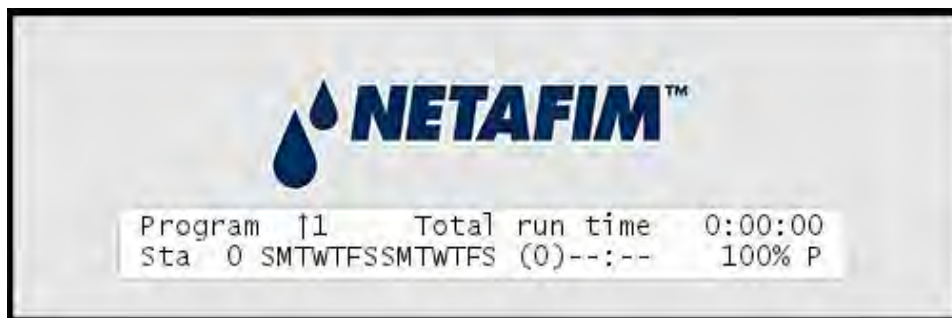 NETAFIM™
Program ↑1 Total run time 0:00:00
Sta 0 SMTWTFSSMTWTFS (0)--:-- 100% P